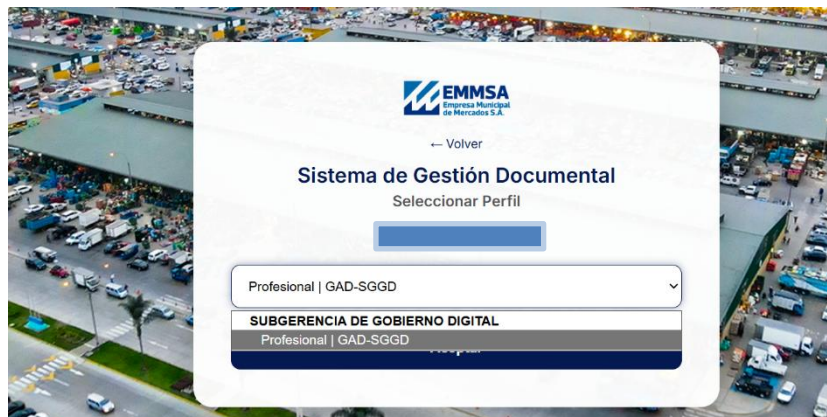 EMMSA
Empresa Municipal
de Mercados S.A.
← Volver
Sistema de Gestión Documental
Seleccionar Perfil
Profesional | GAD-SGGD
SUBGERENCIA DE GOBIERNO DIGITAL
Profesional | GAD-SGGD